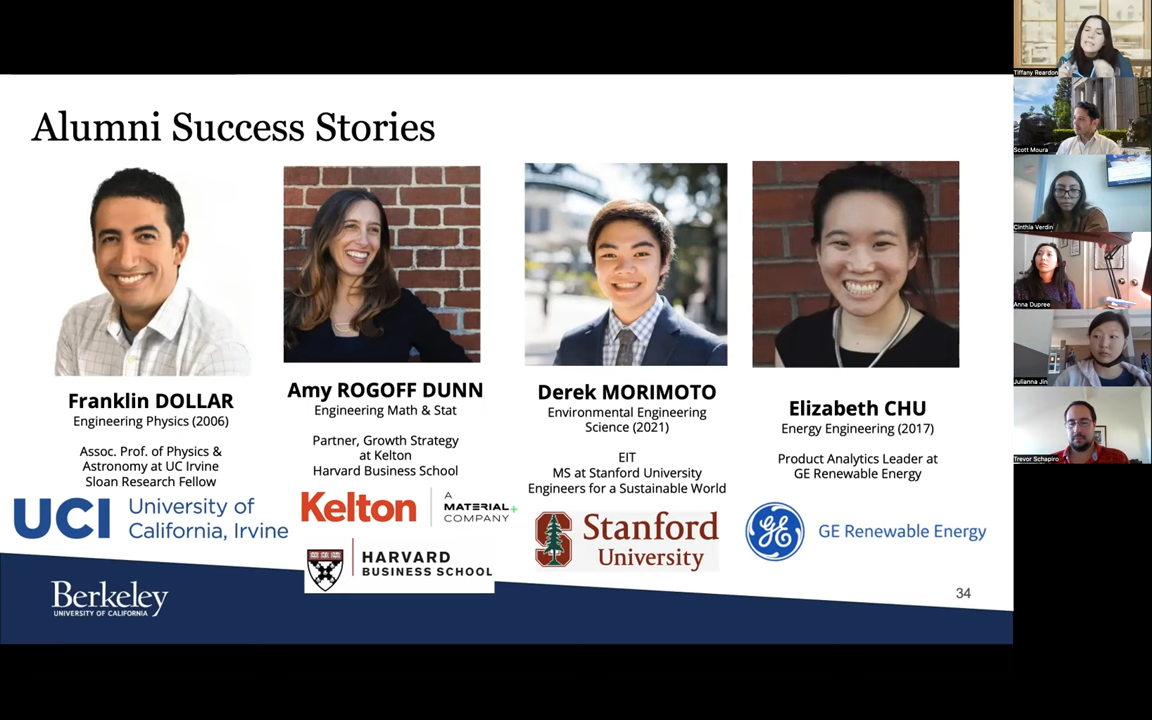 Alumni Success Stories
Franklin DOLLAR
Engineering Physics (2006)
Assoc. Prof. of Physics &
Astronomy at UC Irvine
Sloan Research Fellow
UCI University of
California, Irvine
Amy ROGOFF DUNN
Engineering Math & Stat
Partner, Growth Strategy
at Kelton
Harvard Business School
Kelton
A
MATERIAL+
COMPANY
HARVARD
BUSINESS SCHOOL
Derek MORIMOTO
Environmental Engineering
Science (2021)
EIT
MS at Stanford University
Engineers for a Sustainable World
Stanford
University
Elizabeth CHU
Energy Engineering (2017)
Product Analytics Leader at
GE Renewable Energy
GE Renewable Energy
Berkeley
UNIVERSITY OF CALIFORNIA
34
Tiffany Reardon
Scott Moura
Cinthia Verdin
Anna Dupree
Julianna Jin
Trevor Schapiro